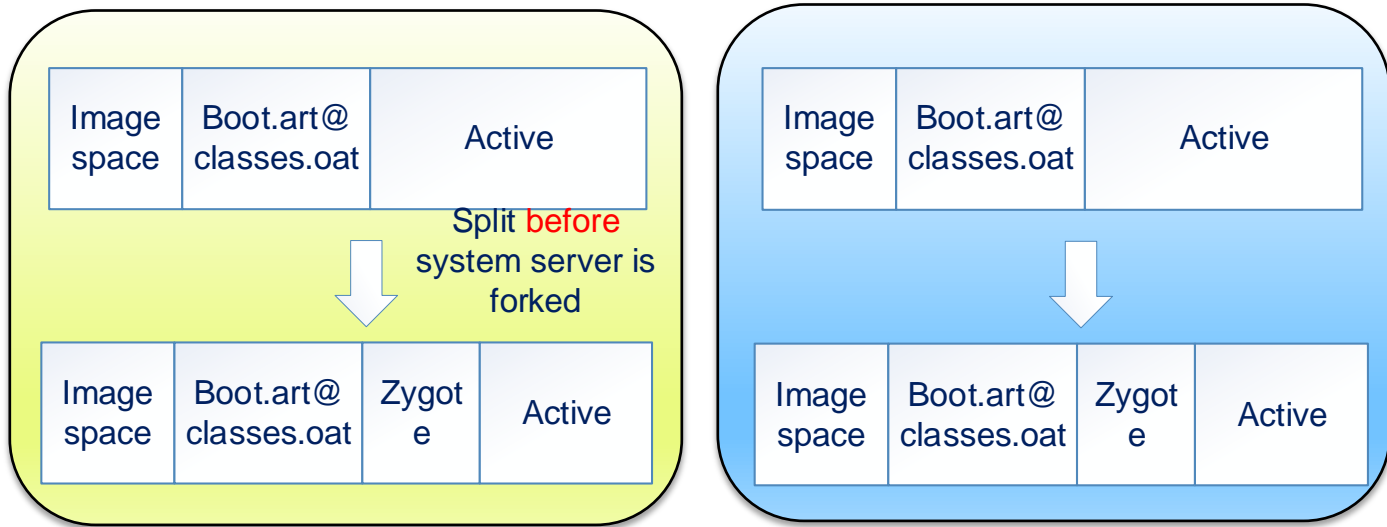 Image
space
Boot.art@
classes.oat
Active
Split before
system server is
forked
Image
space
Boot.art@
classes.oat
Zygot
e
Active
Image
space
Boot.art@
classes.oat
Active
Image
space
Boot.art@
classes.oat
Zygot
e
Active